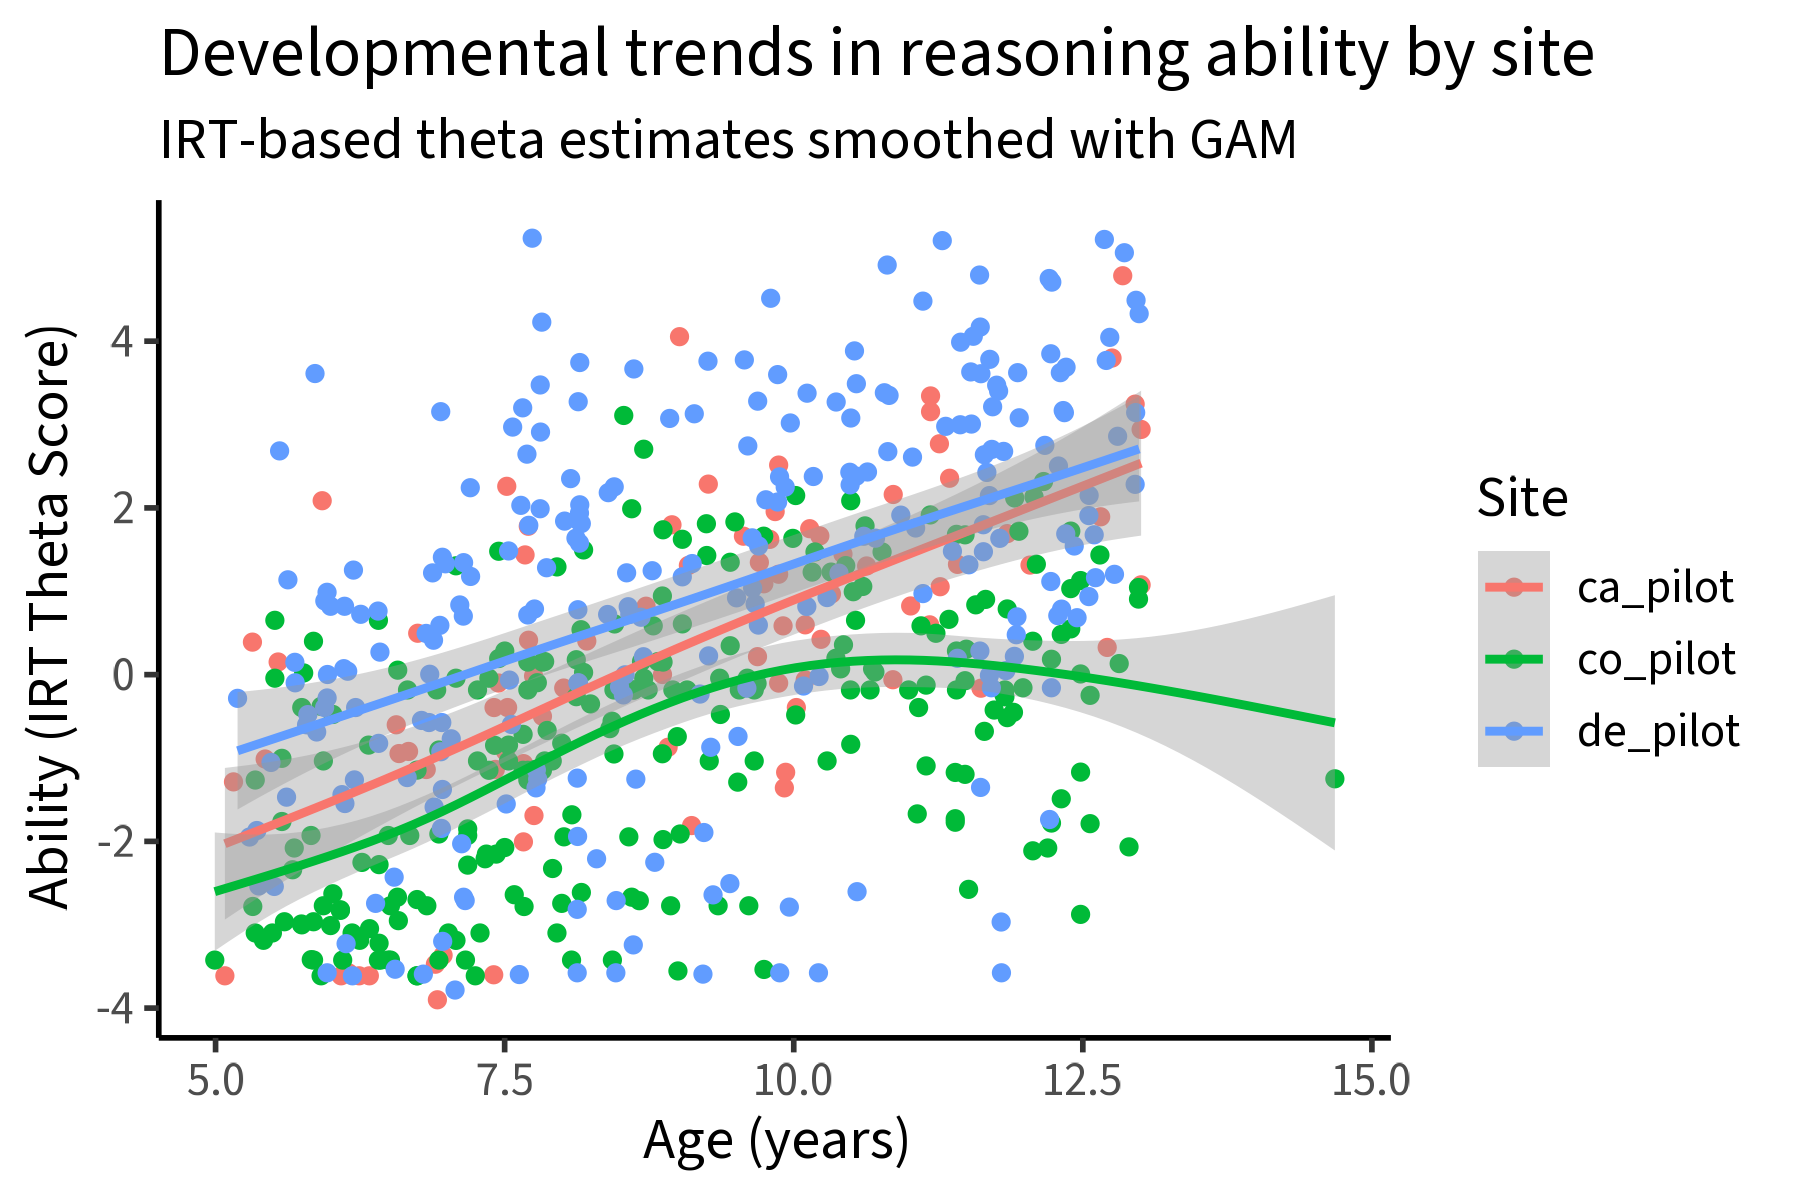 Developmental trends in reasoning ability by site
IRT-based theta estimates smoothed with GAM
Ability (IRT Theta Score)
4
2
0
-2
-4
5.0
7.5
10.0
12.5
15.0
Age (years)
Site
ca_pilot
co_pilot
de_pilot